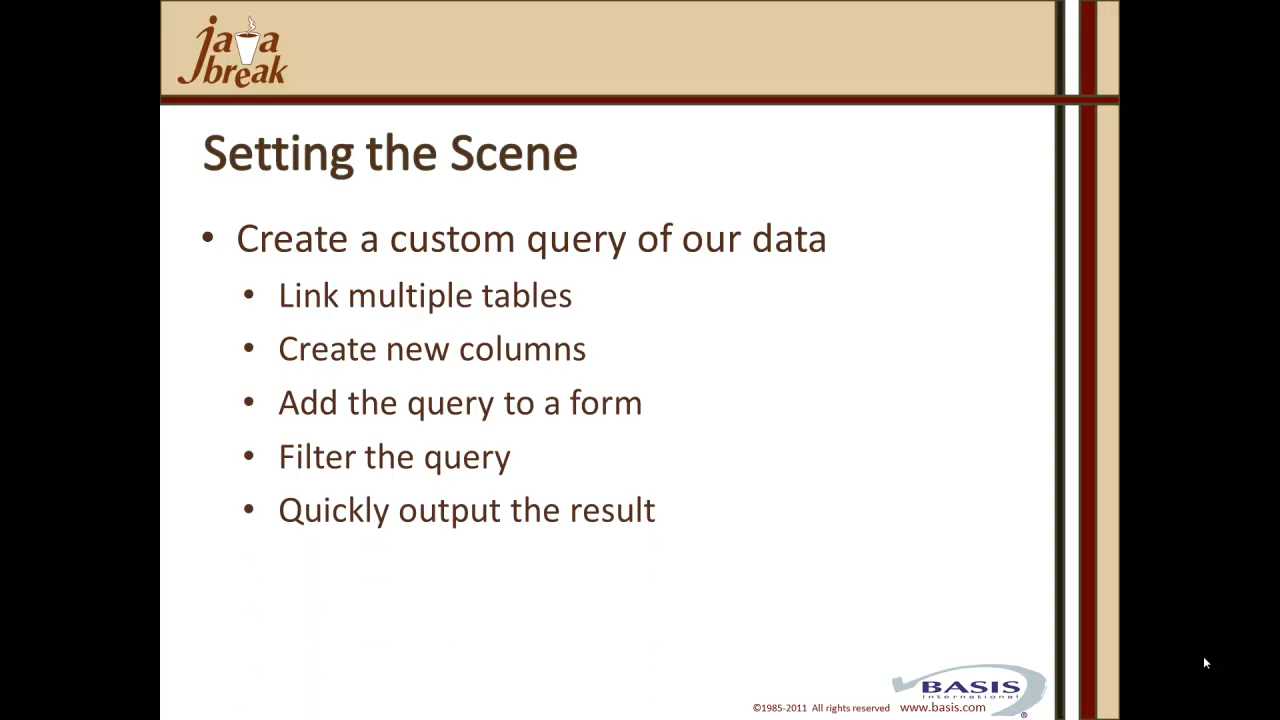 java
break
Setting the Scene
• Create a custom query of our data
• Link multiple tables
• Create new columns
• Add the query to a form
• Filter the query
• Quickly output the result
BASIS
International
®
©1985-2011 All rights reserved www.basis.com